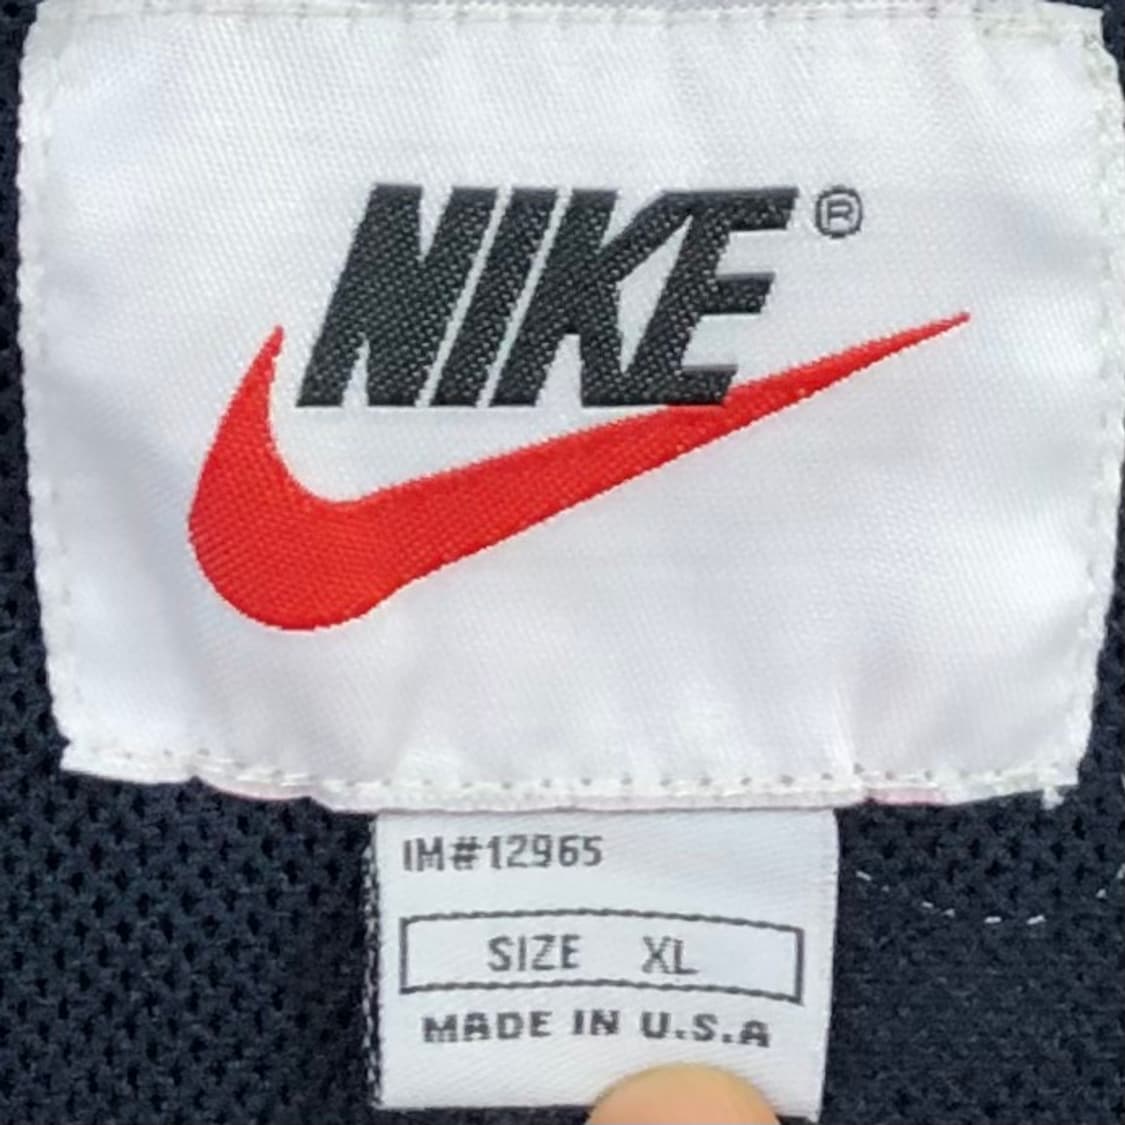 NIKE®
IM#12965
SIZE XL
MADE IN U.S.A